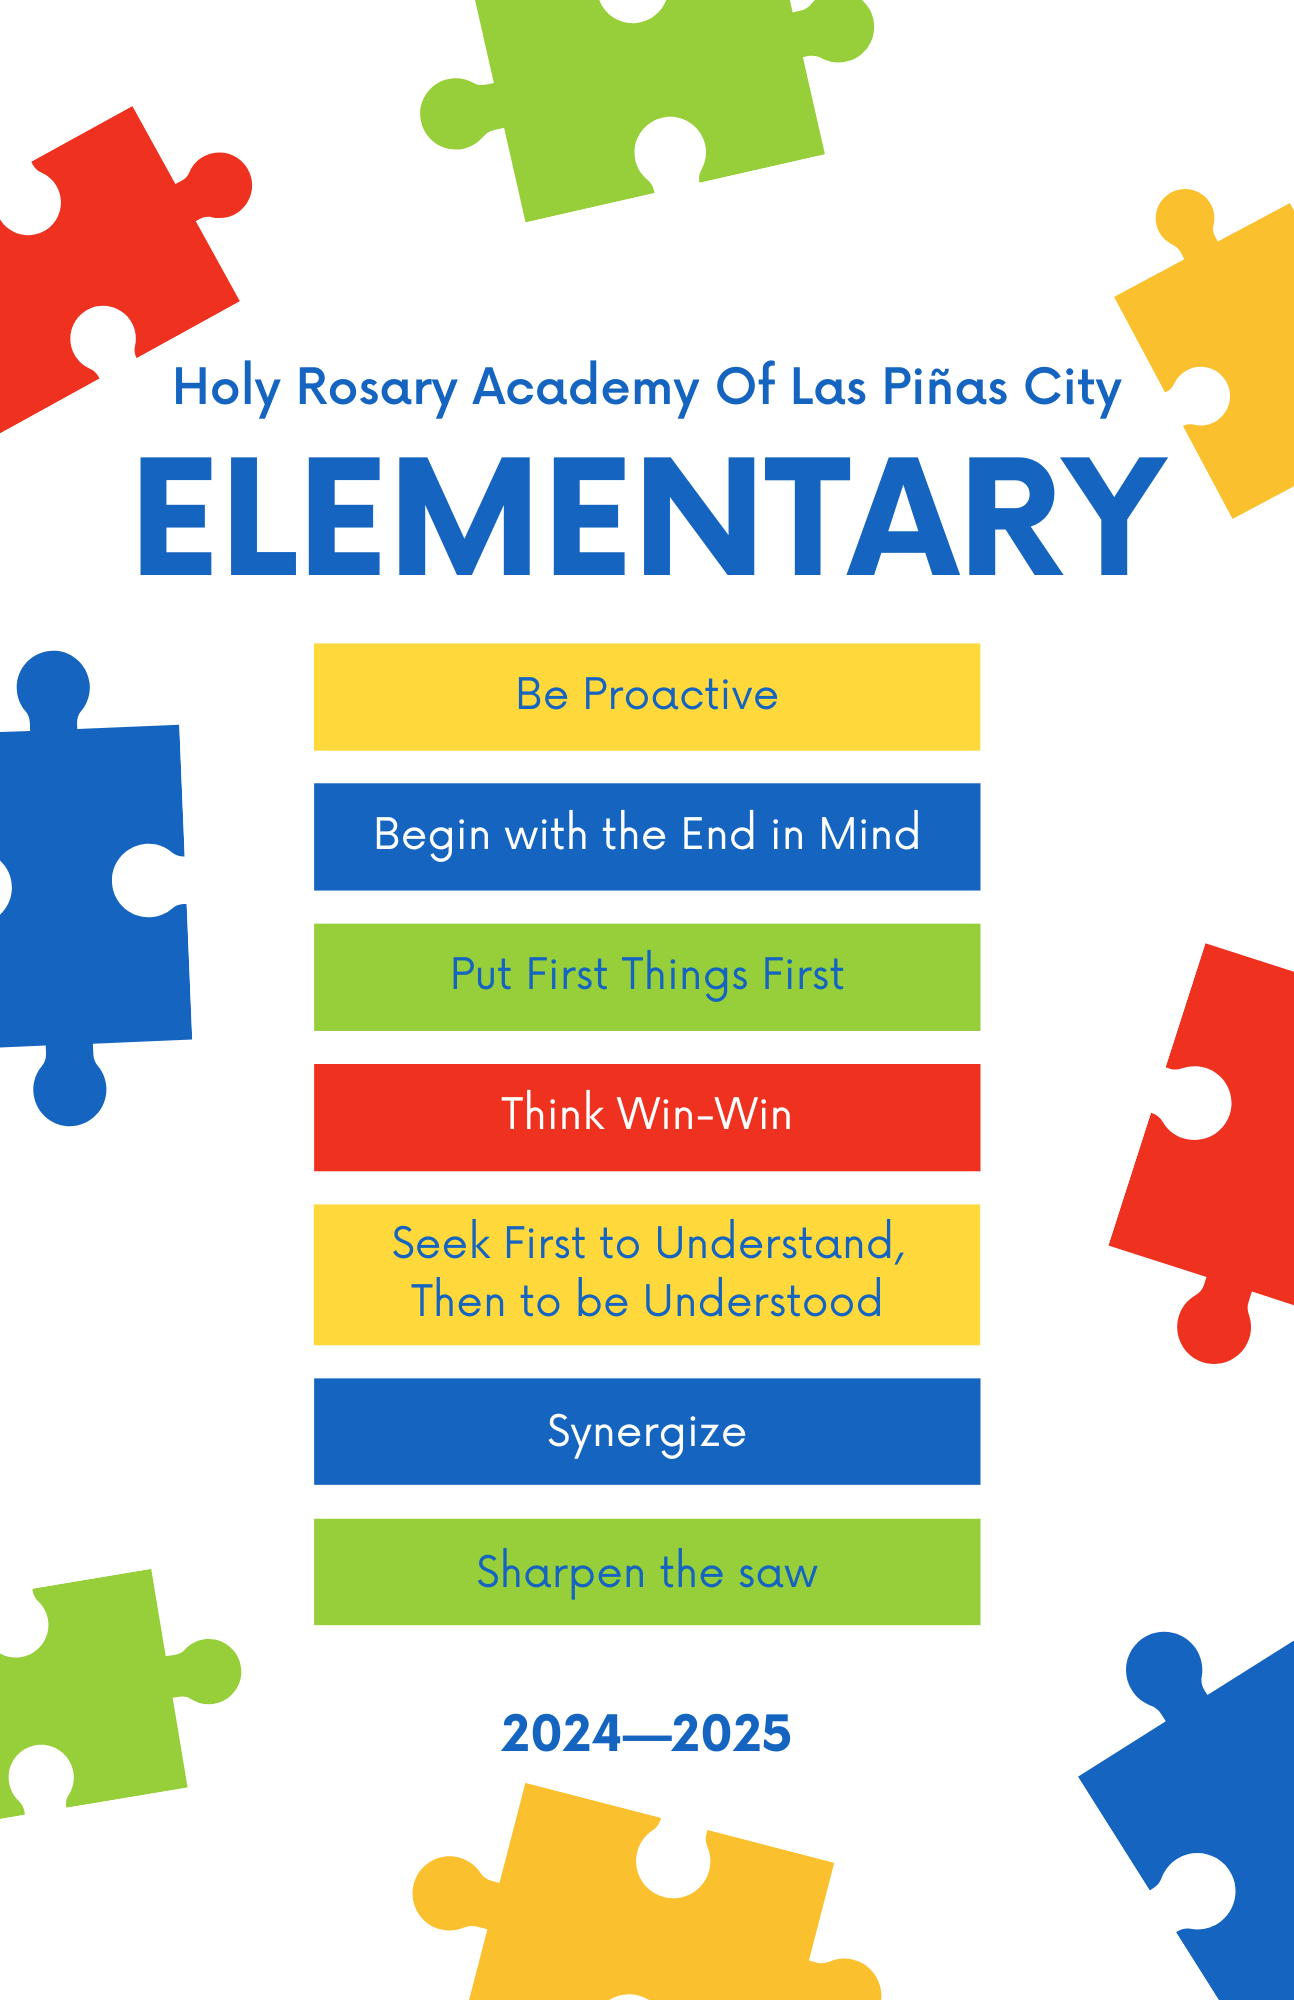 Holy Rosary Academy Of Las Piñas City
ELEMENTARY
Be Proactive
Begin with the End in Mind
Put First Things First
Think Win-Win
Seek First to Understand,
Then to be Understood
Synergize
Sharpen the saw
2024—2025